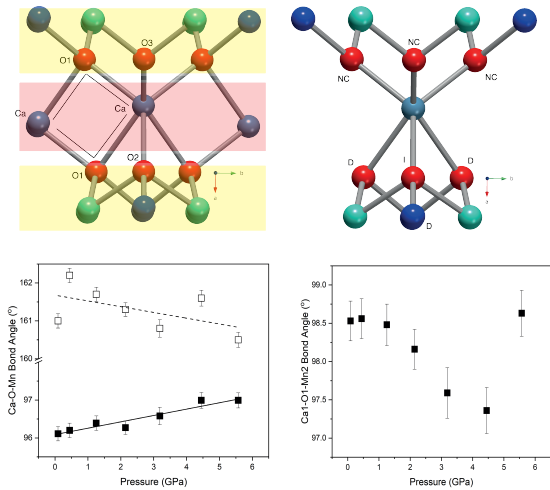 O1
O3
Ca
Ca
O1
O2
b
a
NC
NC
NC
D
I
D
D
b
a
Ca-O-Mn Bond Angle (º)
162
161
160
97
96
0 1 2 3 4 5 6
Pressure (GPa)
Ca1-O1-Mn2 Bond Angle (º)
99.0
98.5
98.0
97.5
97.0
0 1 2 3 4 5 6
Pressure (GPa)